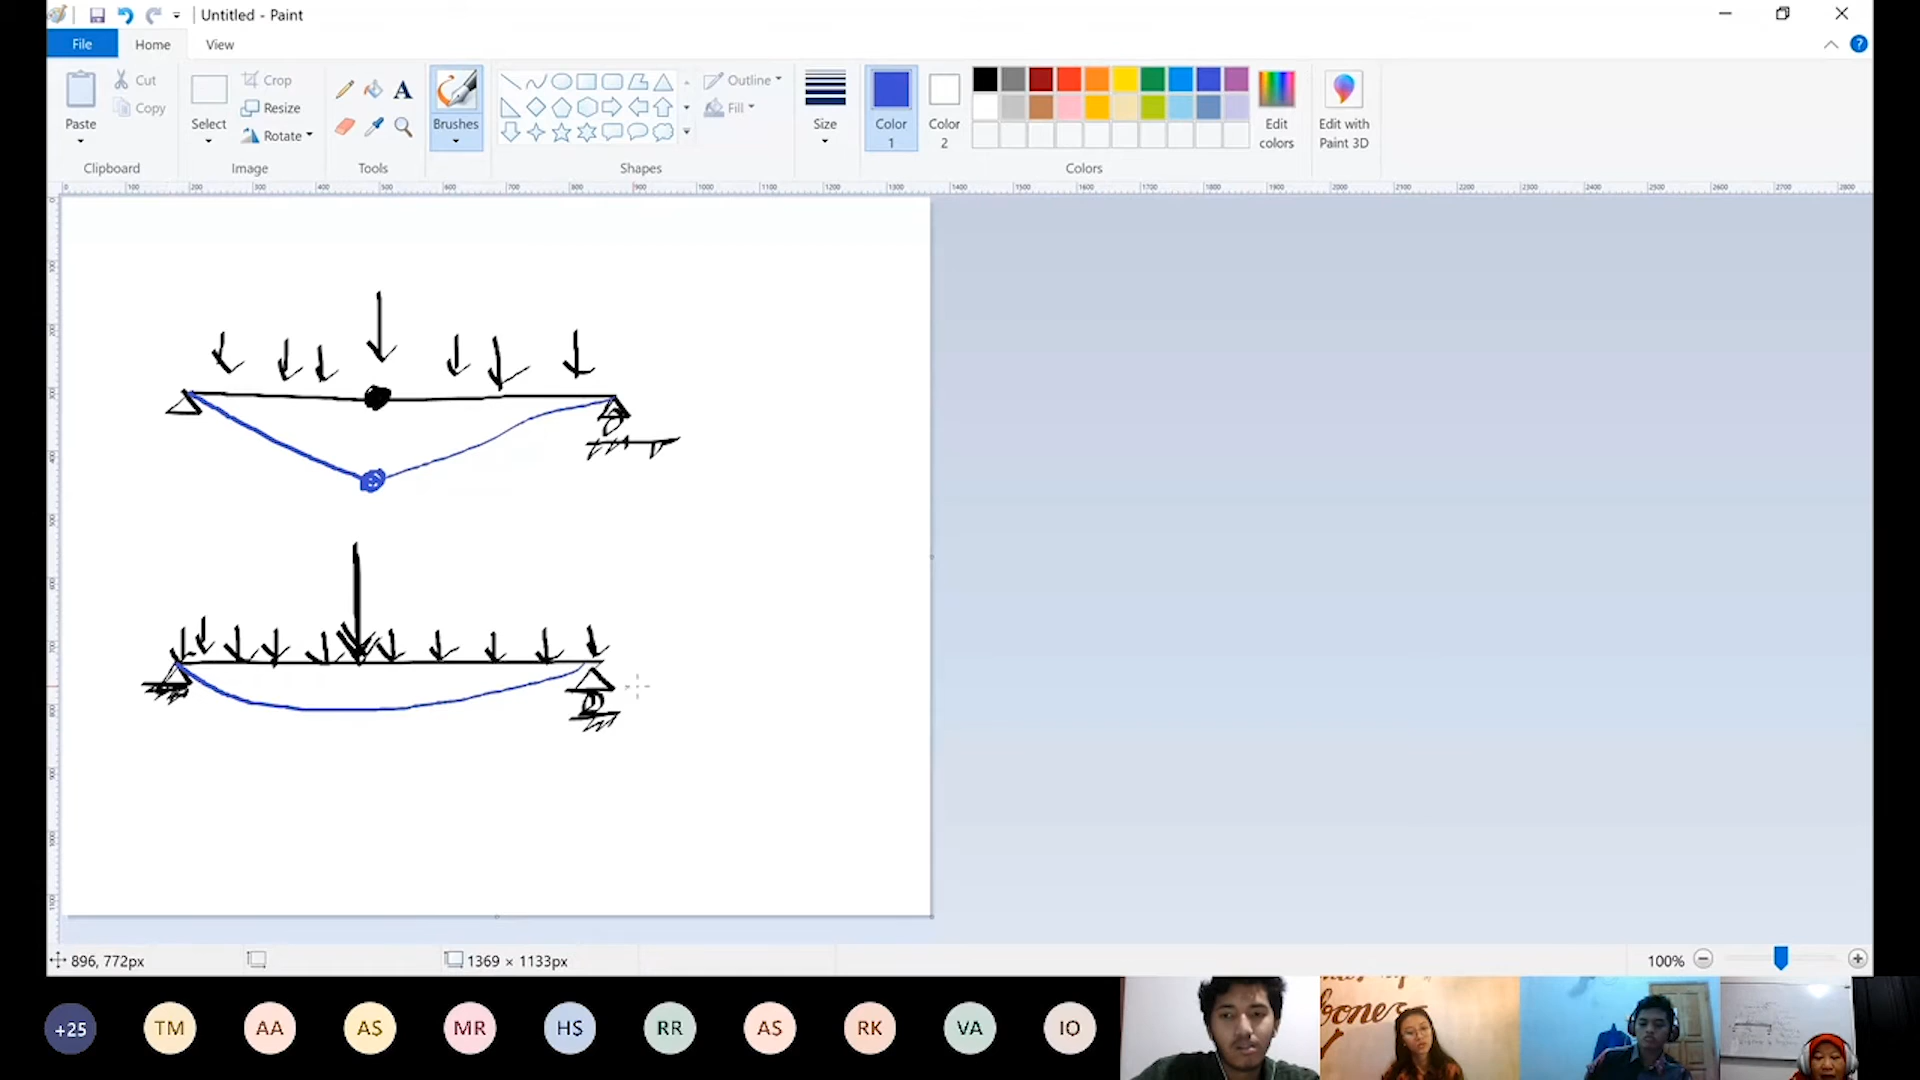 Untitled - Paint
File
Home
View
Paste
Cut
Copy
Clipboard
Select
Crop
Resize
Rotate
Image
Tools
Brushes
Shapes
Outline
Fill
Size
Color
1
Color
2
Edit
colors
Edit with
Paint 3D
Colors
896, 772px
1369 × 1133px
100%
+25
TM
AA
AS
MR
HS
RR
AS
RK
VA
IO